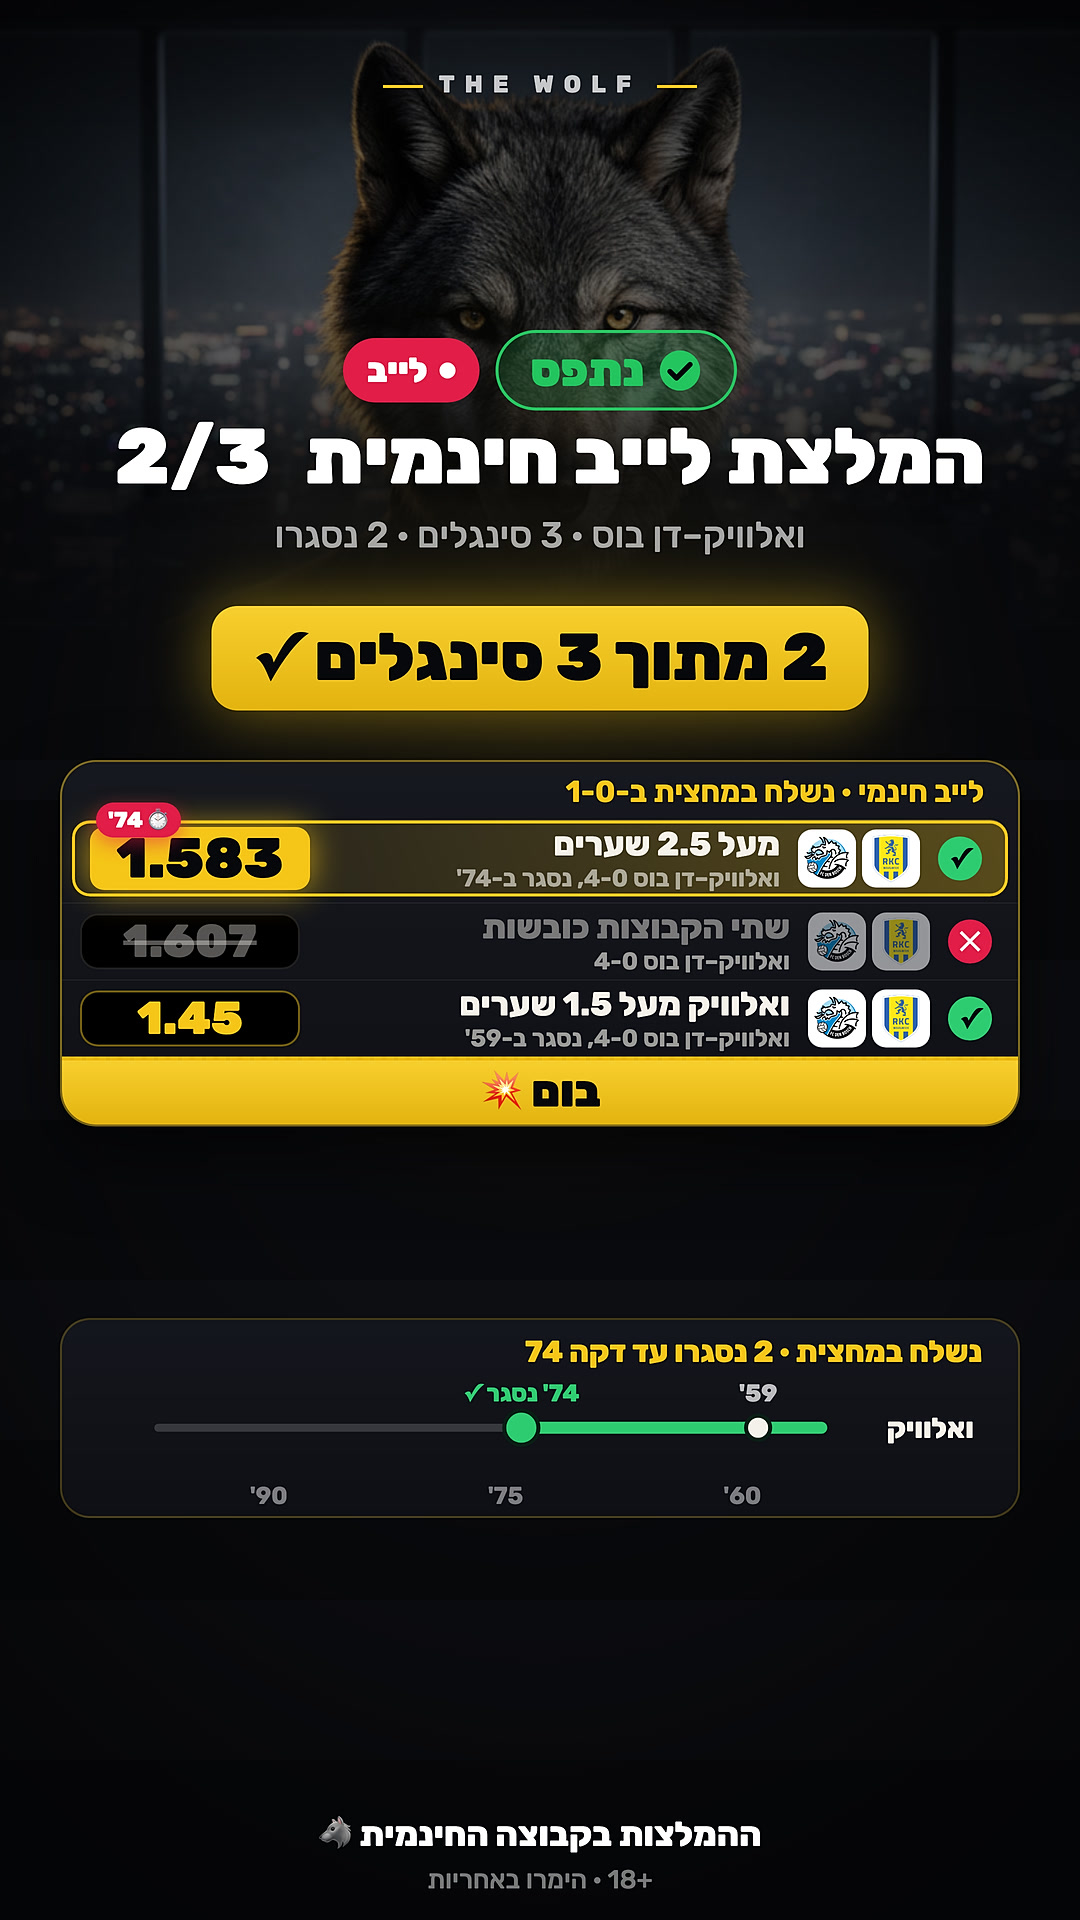 THE WOLF
נתפס
לייב
המלצת לייב חינמית 2/3
ואלוויק-דן בוס • 3 סינגלים • 2 נסגרו
2 מתוך 3 סינגלים ✓
לייב חינמי • נשלח במחצית ב-1-0
74'
מעל 2.5 שערים
1.583
ואלוויק-דן בוס 4-0, נסגר ב-74'
RKC
שתי הקבוצות כובשות
1.607
ואלוויק-דן בוס 4-0
RKC
ואלוויק מעל 1.5 שערים
1.45
ואלוויק-דן בוס 4-0, נסגר ב-59'
RKC
בום 💥
נשלח במחצית • 2 נסגרו עד דקה 74
59'
74' נסגר ✓
ואלוויק
60'
75'
90'
ההמלצות בקבוצה החינמית 🐺
18+ • הימרו באחריות